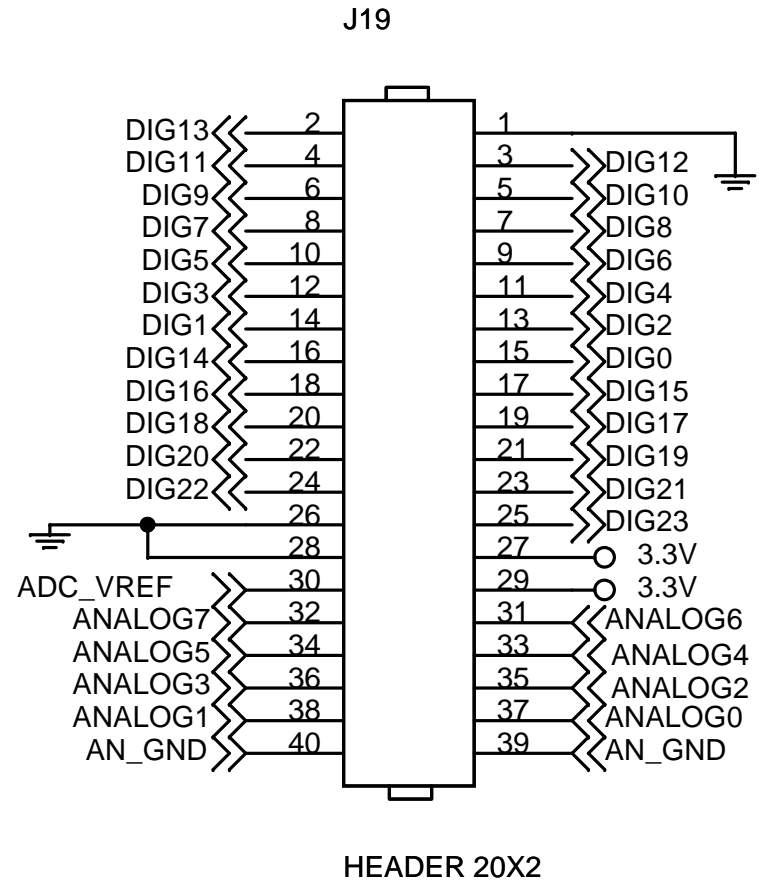 J19
DIG13 2 1
DIG11 4 3 DIG12
DIG9 6 5 DIG10
DIG7 8 7 DIG8
DIG5 10 9 DIG6
DIG3 12 11 DIG4
DIG1 14 13 DIG2
DIG14 16 15 DIG0
DIG16 18 17 DIG15
DIG18 20 19 DIG17
DIG20 22 21 DIG19
DIG22 24 23 DIG21
26 25 DIG23
28 27 3.3V
ADC_VREF 30 29 3.3V
ANALOG7 32 31 ANALOG6
ANALOG5 34 33 ANALOG4
ANALOG3 36 35 ANALOG2
ANALOG1 38 37 ANALOG0
AN_GND 40 39 AN_GND
HEADER 20X2